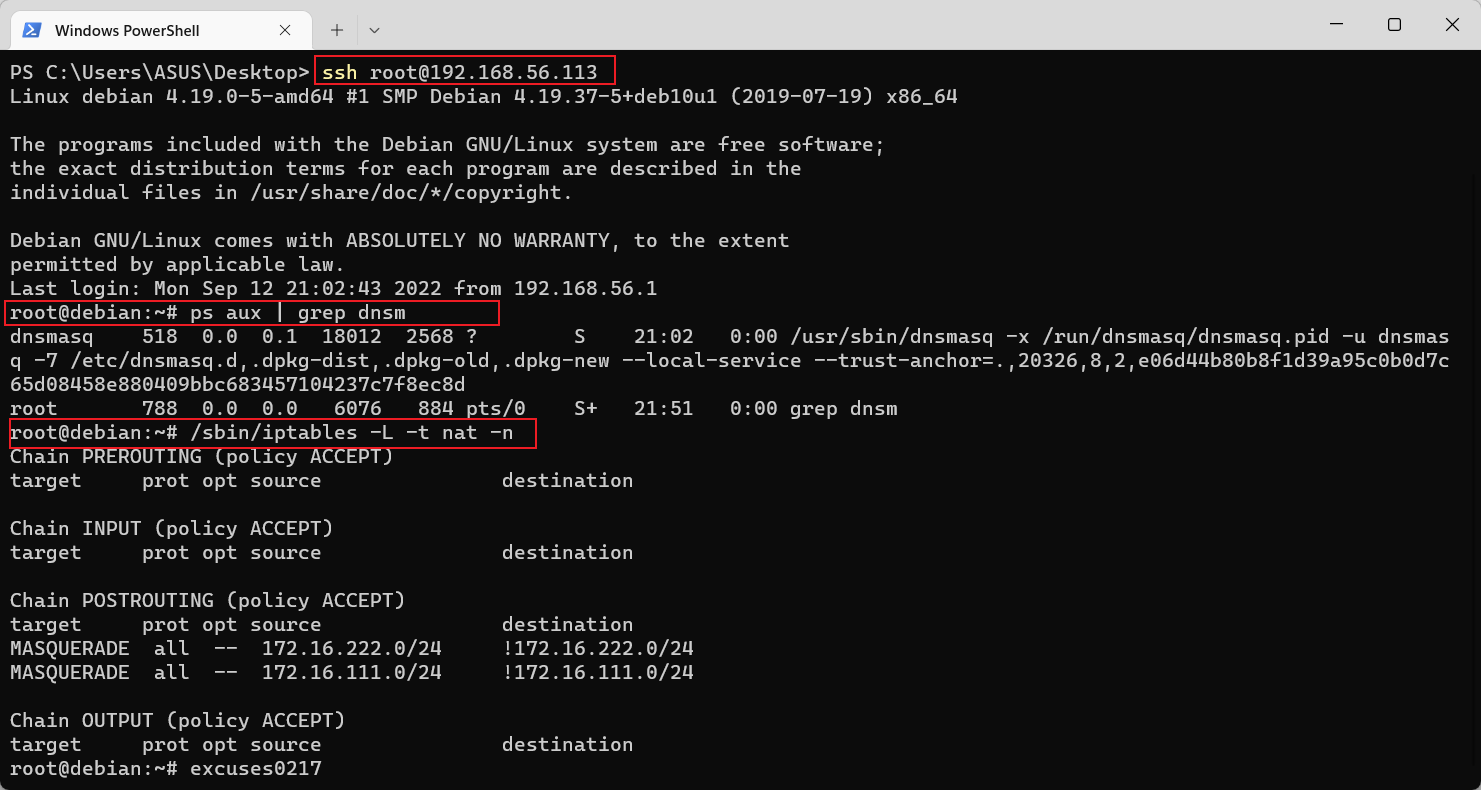 Windows PowerShell
PS C:\Users\ASUS\Desktop> ssh root@192.168.56.113
Linux debian 4.19.0-5-amd64 #1 SMP Debian 4.19.37-5+deb10u1 (2019-07-19) x86_64
The programs included with the Debian GNU/Linux system are free software;
the exact distribution terms for each program are described in the
individual files in /usr/share/doc/*/copyright.
Debian GNU/Linux comes with ABSOLUTELY NO WARRANTY, to the extent
permitted by applicable law.
Last login: Mon Sep 12 21:02:43 2022 from 192.168.56.1
root@debian:~# ps aux | grep dnsm
dnsmasq    518  0.0  0.1  18012  2568 ?        S    21:02   0:00 /usr/sbin/dnsmasq -x /run/dnsmasq/dnsmasq.pid -u dnsmas
q -7 /etc/dnsmasq.d,.dpkg-dist,.dpkg-old,.dpkg-new --local-service --trust-anchor=.,20326,8,2,e06d44b80b8f1d39a95c0b0d7c
65d08458e880409bbc683457104237c7f8ec8d
root       788  0.0  0.0   6076   884 pts/0    S+   21:51   0:00 grep dnsm
root@debian:~# /sbin/iptables -L -t nat -n
Chain PREROUTING (policy ACCEPT)
target     prot opt source               destination
Chain INPUT (policy ACCEPT)
target     prot opt source               destination
Chain POSTROUTING (policy ACCEPT)
target     prot opt source               destination
MASQUERADE  all  --  172.16.222.0/24     !172.16.222.0/24
MASQUERADE  all  --  172.16.111.0/24     !172.16.111.0/24
Chain OUTPUT (policy ACCEPT)
target     prot opt source               destination
root@debian:~# excuses0217